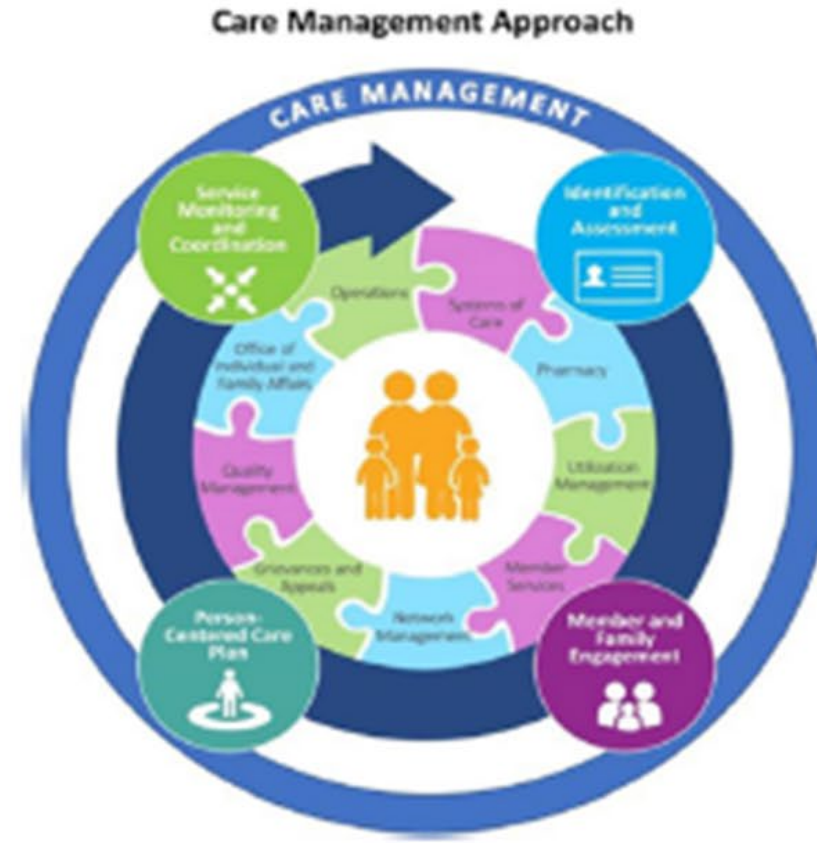 Care Management Approach
CARE MANAGEMENT
Service
Monitoring
and
Coordination
Identification
and
Assessment
Operations
Systems of
Care
Office of
Individual and
Family Affairs
Pharmacy
Quality
Management
Utilization
Management
Grievances and
Appeals
Member
Services
Network
Management
Person-
Centered Care
Plan
Member and
Family
Engagement